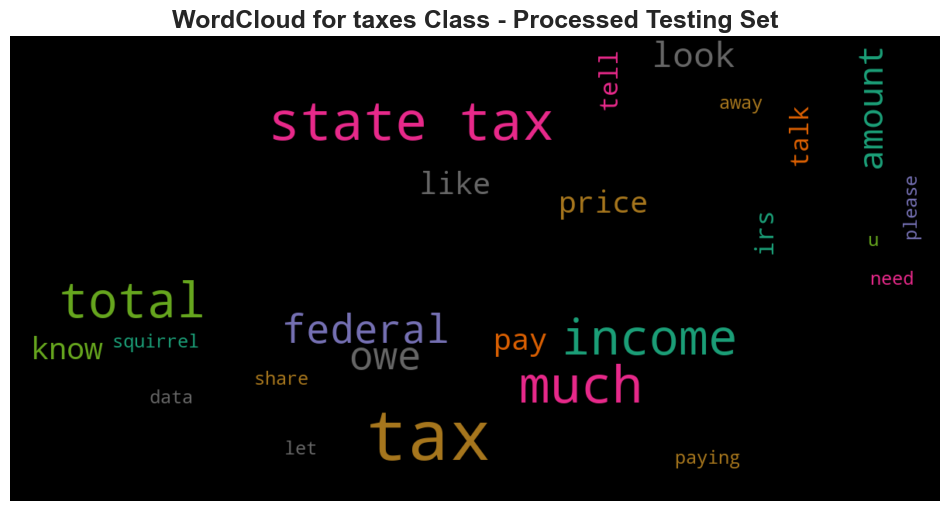 WordCloud for taxes Class - Processed Testing Set
look
tell
amount
away
state tax
talk
like
please
price
irs
u
need
total
federal
income
pay
know
squirrel
owe
share
much
data
tax
let
paying